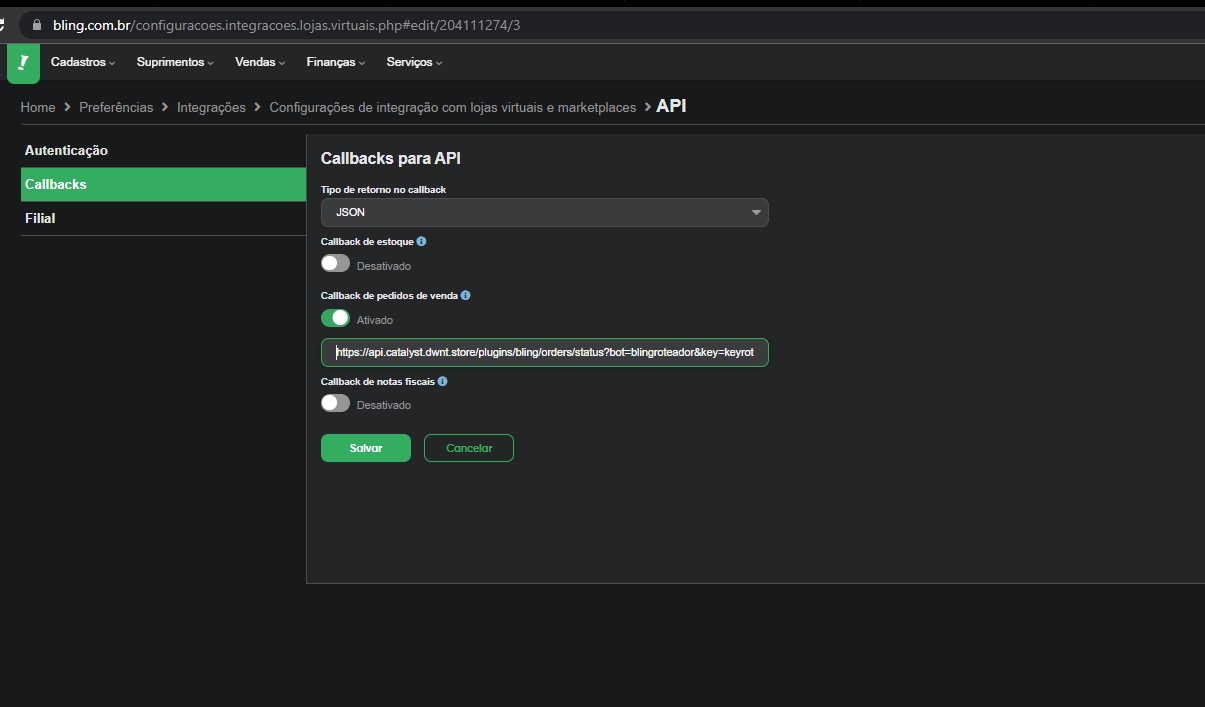 bling.com.br/configuracoes.integracoes.lojas.virtuais.php#edit/204111274/3
Cadastros Suprimentos Vendas Finanças Serviços
Home > Preferências > Integrações > Configurações de integração com lojas virtuais e marketplaces > API
Autenticação
Callbacks
Filial
Callbacks para API
Tipo de retorno no callback
JSON
Callback de estoque
Desativado
Callback de pedidos de venda
Ativado
https://api.catalyst.dwnt.store/plugins/bling/orders/status?bot=blingroteador&key=keyrot
Callback de notas fiscais
Desativado
Salvar Cancelar